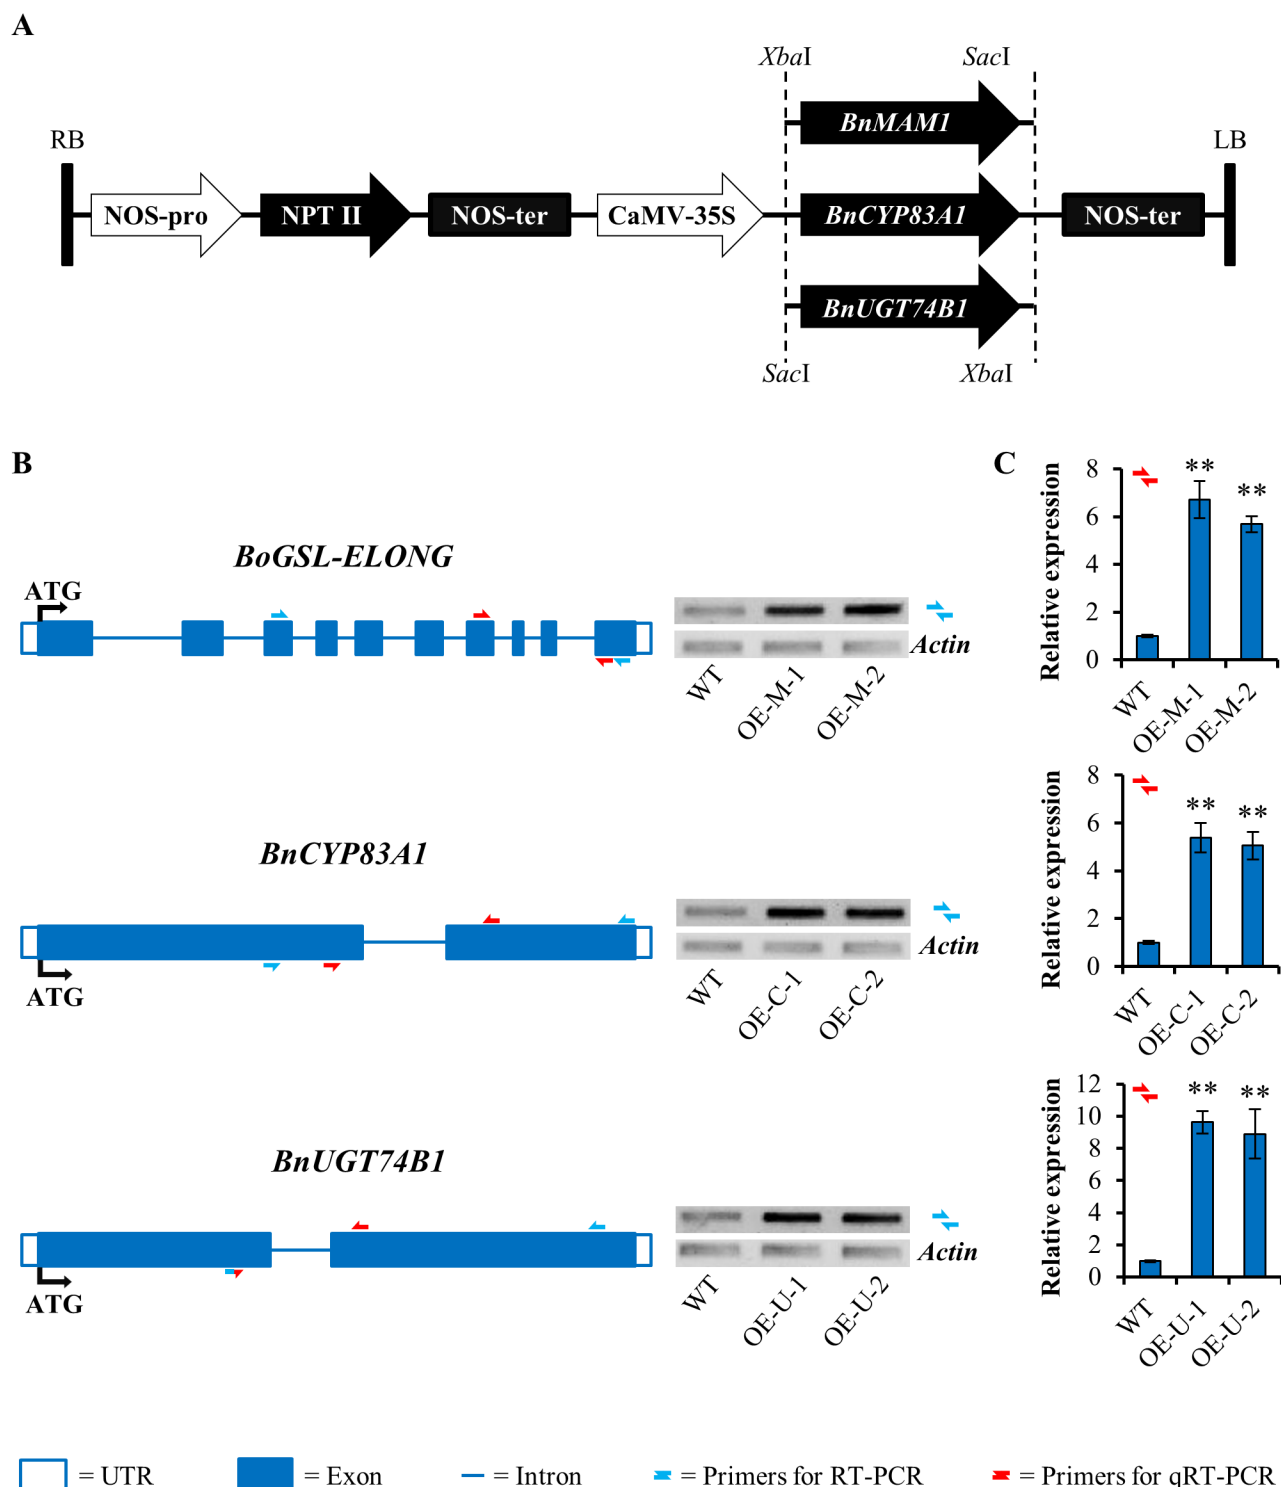 A
XbaI SacI
BnMAM1
RB LB
NOS-pro NPT II NOS-ter CaMV-35S BnCYP83A1 NOS-ter
BnUGT74B1
SacI XbaI
B
BoGSL-ELONG
ATG
Actin
WT OE-M-1 OE-M-2
BnCYP83A1
ATG
Actin
WT OE-C-1 OE-C-2
BnUGT74B1
ATG
Actin
WT OE-U-1 OE-U-2
C
Relative expression
8
6
4
2
0
** **
WT OE-M-1 OE-M-2
Relative expression
8
6
4
2
0
** **
WT OE-C-1 OE-C-2
Relative expression
12
10
8
6
4
2
0
** **
WT OE-U-1 OE-U-2
= UTR = Exon = Intron = Primers for RT-PCR = Primers for qRT-PCR